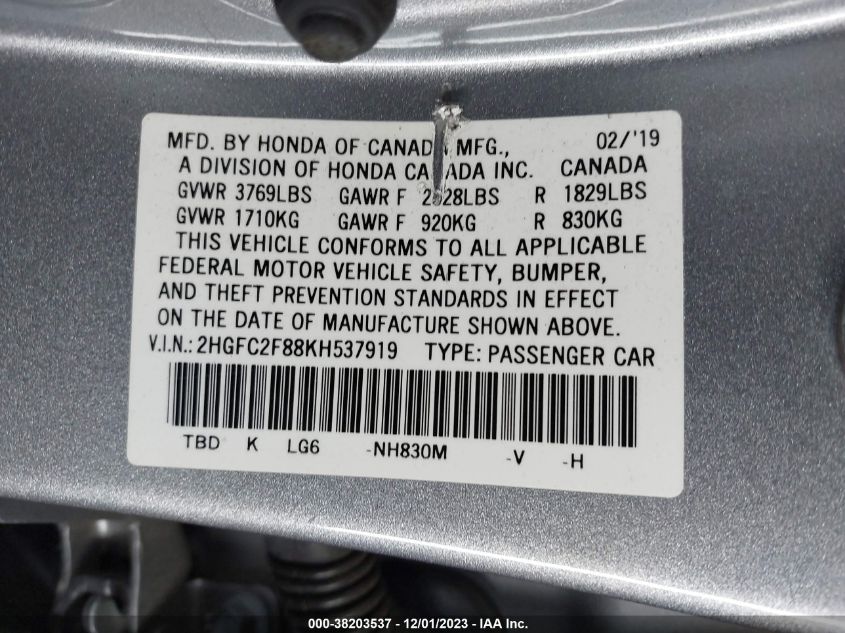 MFD. BY HONDA OF CANADA MFG., 02/'19
A DIVISION OF HONDA CANADA INC. CANADA
GVWR 3769LBS GAWR F 2028LBS R 1829LBS
GVWR 1710KG GAWR F 920KG R 830KG
THIS VEHICLE CONFORMS TO ALL APPLICABLE
FEDERAL MOTOR VEHICLE SAFETY, BUMPER,
AND THEFT PREVENTION STANDARDS IN EFFECT
ON THE DATE OF MANUFACTURE SHOWN ABOVE.
V.I.N.: 2HGFC2F88KH537919 TYPE: PASSENGER CAR
TBD K LG6 -NH830M -V -H
000-38203537 - 12/01/2023 - IAA Inc.